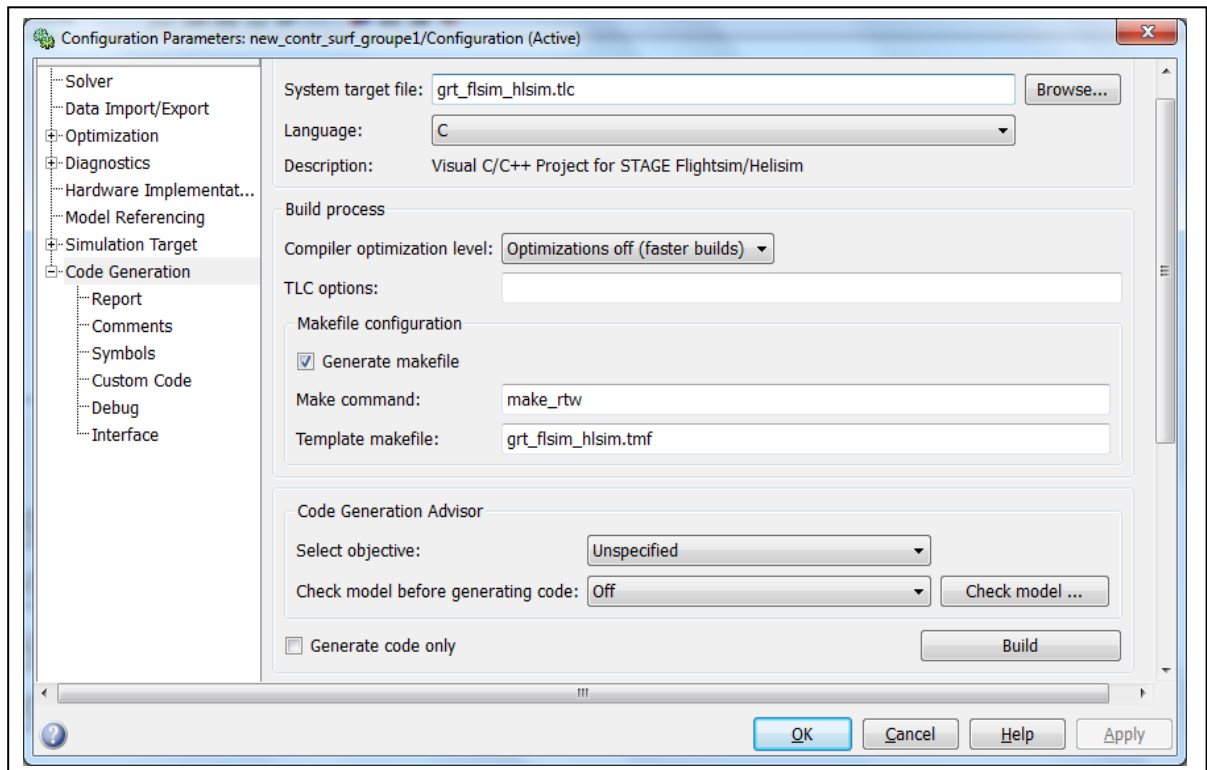 Configuration Parameters: new_contr_surf_groupe1/Configuration (Active)
Solver
Data Import/Export
Optimization
Diagnostics
Hardware Implementat...
Model Referencing
Simulation Target
Code Generation
Report
Comments
Symbols
Custom Code
Debug
Interface
System target file: grt_flsim_hlsim.tlc Browse...
Language: C
Description: Visual C/C++ Project for STAGE Flightsim/Helisim
Build process
Compiler optimization level: Optimizations off (faster builds)
TLC options:
Makefile configuration
Generate makefile
Make command: make_rtw
Template makefile: grt_flsim_hlsim.tmf
Code Generation Advisor
Select objective: Unspecified
Check model before generating code: Off Check model ...
Generate code only Build
OK Cancel Help Apply